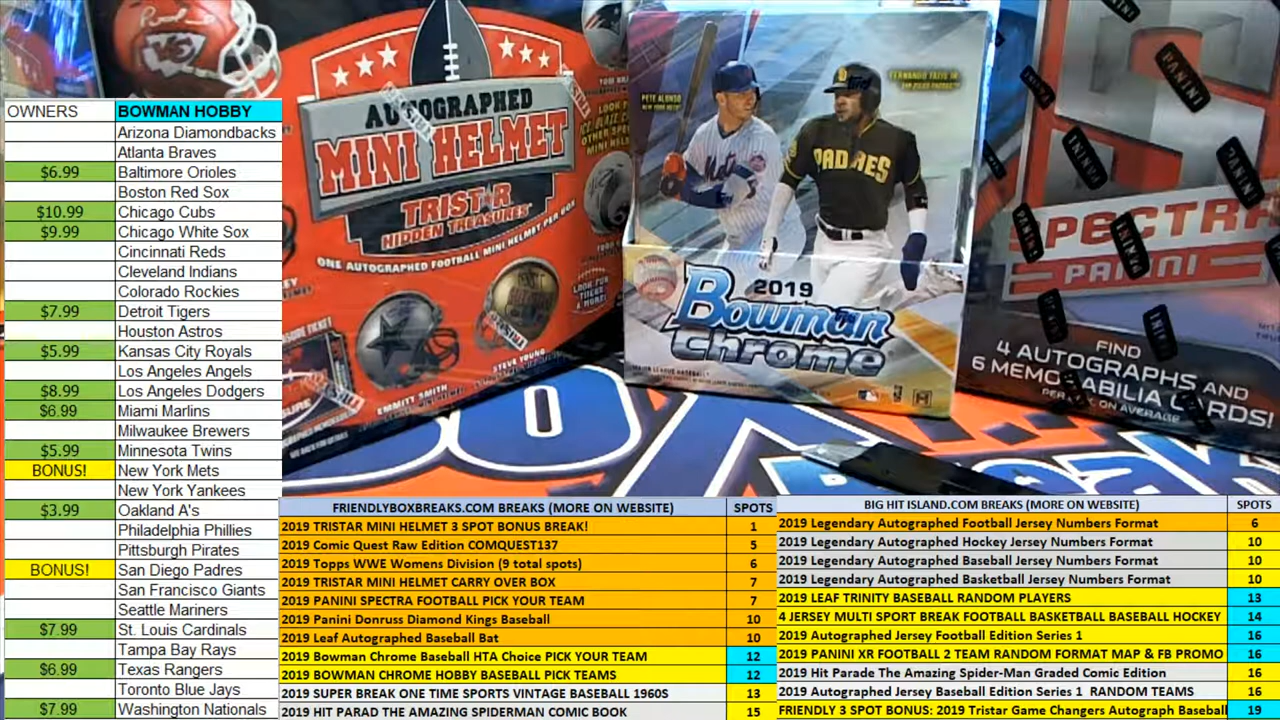 OWNERS BOWMAN HOBBY
Arizona Diamondbacks
Atlanta Braves
$6.99 Baltimore Orioles
Boston Red Sox
$10.99 Chicago Cubs
$9.99 Chicago White Sox
Cincinnati Reds
Cleveland Indians
Colorado Rockies
$7.99 Detroit Tigers
Houston Astros
$5.99 Kansas City Royals
Los Angeles Angels
$8.99 Los Angeles Dodgers
$6.99 Miami Marlins
Milwaukee Brewers
$5.99 Minnesota Twins
BONUS! New York Mets
New York Yankees
$3.99 Oakland A's
Philadelphia Phillies
Pittsburgh Pirates
BONUS! San Diego Padres
San Francisco Giants
Seattle Mariners
$7.99 St. Louis Cardinals
Tampa Bay Rays
$6.99 Texas Rangers
Toronto Blue Jays
$7.99 Washington Nationals
AUTOGRAPHED
MINI HELMET
TRISTAR
HIDDEN TREASURES
ONE AUTOGRAPHED FOOTBALL MINI HELMET PER BOX
EMMITT SMITH
STEVE YOUNG
LOOK FOR
THESE
& MORE!
PETE ALONSO
FERNANDO TATIS JR
Mets
PADRES
2019
Bowman
Chrome
SPECTRA
PANINI
PANINI
PANINI
PANINI
PANINI
FIND
4 AUTOGRAPHS AND
6 MEMORABILIA CARDS!
ON AVERAGE
FRIENDLYBOXBREAKS.COM BREAKS (MORE ON WEBSITE) SPOTS
2019 TRISTAR MINI HELMET 3 SPOT BONUS BREAK! 1
2019 Comic Quest Raw Edition COMQUEST137 5
2019 Topps WWE Womens Division (9 total spots) 6
2019 TRISTAR MINI HELMET CARRY OVER BOX 7
2019 PANINI SPECTRA FOOTBALL PICK YOUR TEAM 7
2019 Panini Donruss Diamond Kings Baseball 10
2019 Leaf Autographed Baseball Bat 10
2019 Bowman Chrome Baseball HTA Choice PICK YOUR TEAM 12
2019 BOWMAN CHROME HOBBY BASEBALL PICK TEAMS 12
2019 SUPER BREAK ONE TIME SPORTS VINTAGE BASEBALL 1960S 13
2019 HIT PARAD THE AMAZING SPIDERMAN COMIC BOOK 15
BIG HIT ISLAND.COM BREAKS (MORE ON WEBSITE) SPOTS
2019 Legendary Autographed Football Jersey Numbers Format 6
2019 Legendary Autographed Hockey Jersey Numbers Format 10
2019 Legendary Autographed Baseball Jersey Numbers Format 10
2019 Legendary Autographed Basketball Jersey Numbers Format 10
2019 LEAF TRINITY BASEBALL RANDOM PLAYERS 13
4 JERSEY MULTI SPORT BREAK FOOTBALL BASKETBALL BASEBALL HOCKEY 14
2019 Autographed Jersey Football Edition Series 1 16
2019 PANINI XR FOOTBALL 2 TEAM RANDOM FORMAT MAP & FB PROMO 16
2019 Hit Parade The Amazing Spider-Man Graded Comic Edition 16
2019 Autographed Jersey Baseball Edition Series 1 RANDOM TEAMS 16
FRIENDLY 3 SPOT BONUS: 2019 Tristar Game Changers Autograph Baseball 19